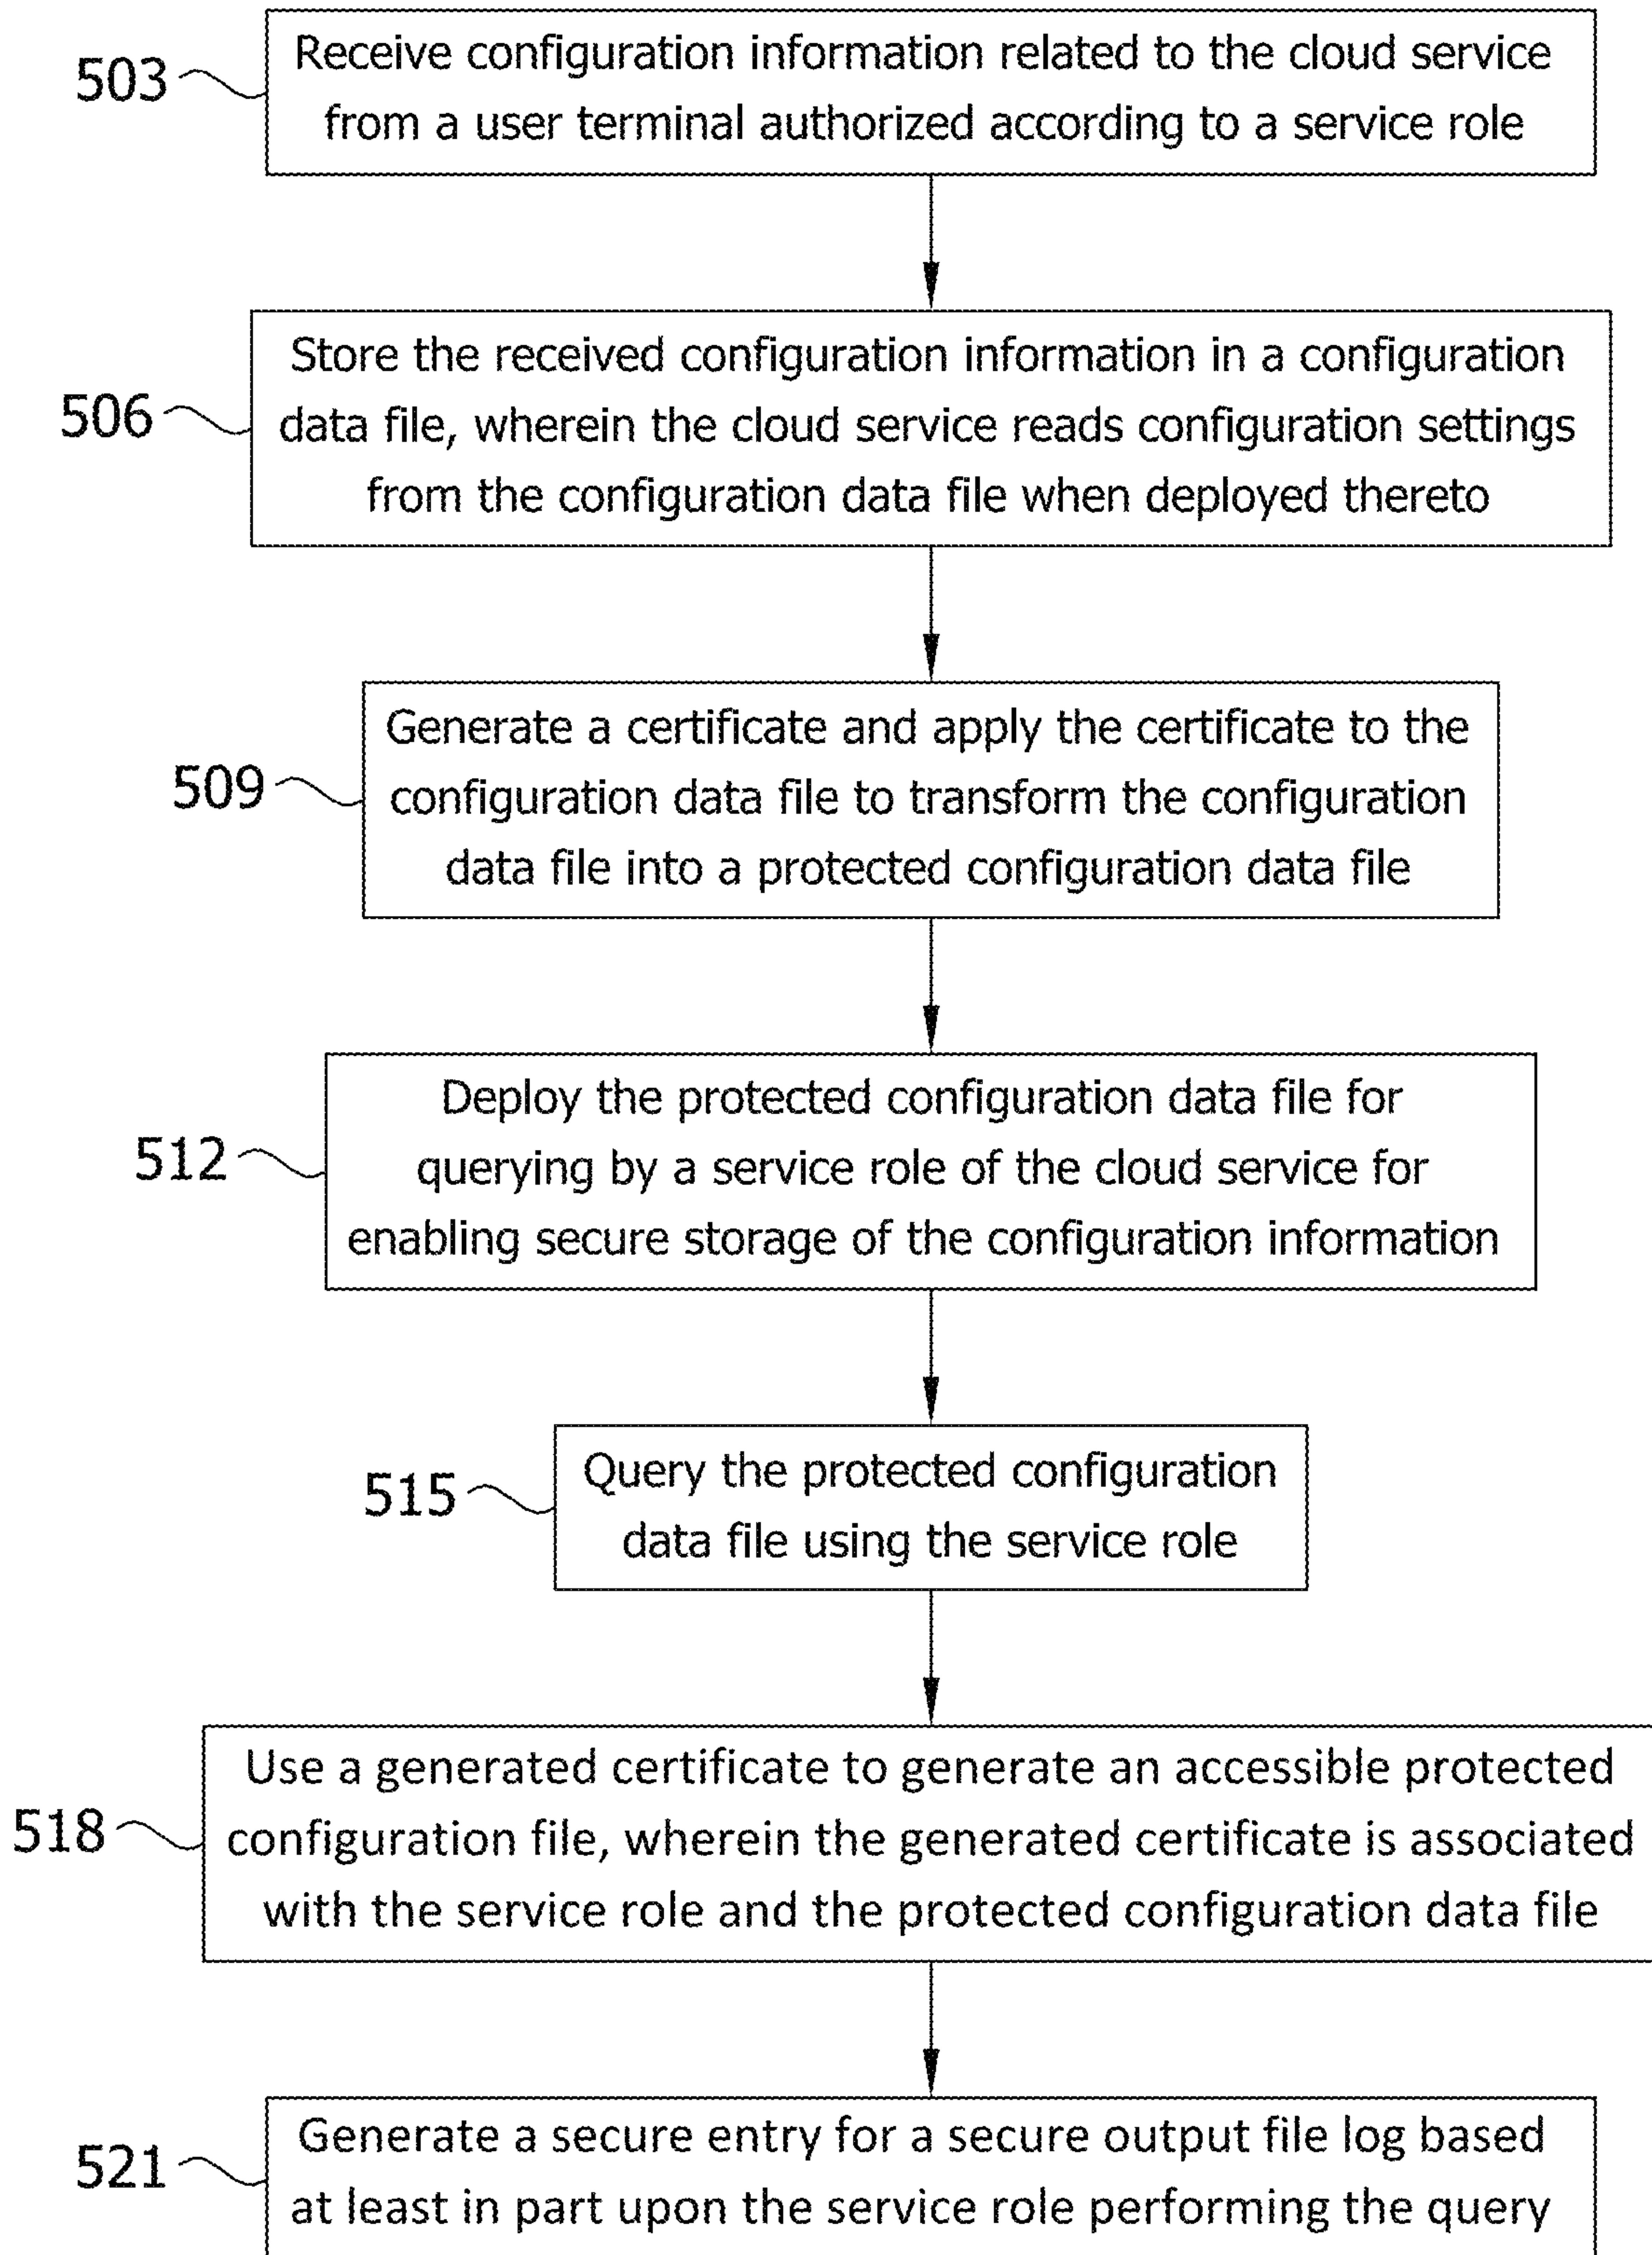 Receive configuration information related to the cloud service
503
from a user terminal authorized according to a service role
Store the received configuration information in a configuration
506
data file, wherein the cloud service reads configuration settings
from the configuration data file when deployed thereto
Generate a certificate and apply the certificate to the
509
configuration data file to transform the configuration
data file into a protected configuration data file
Deploy the protected configuration data file for
512
querying by a service role of the cloud service for
enabling secure storage of the configuration information
515
Query the protected configuration
data file using the service role
Use a generated certificate to generate an accessible protected
518
configuration file, wherein the generated certificate is associated
with the service role and the protected configuration data file
Generate a secure entry for a secure output file log based
521
at least in part upon the service role performing the query